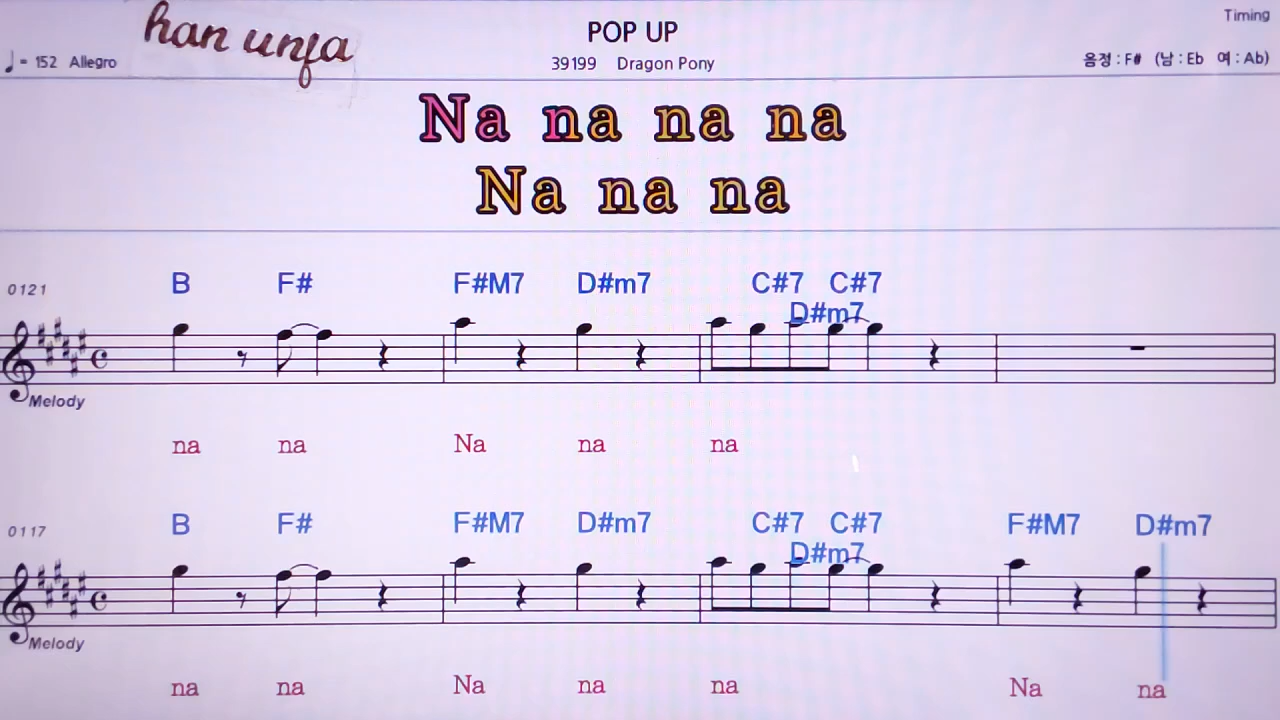 Timing
han unfa
POP UP
♩ = 152 Allegro
39199 Dragon Pony
음정 : F# (남 : Eb 여 : Ab)
Na na na na
Na na na
0121
B F# F#M7 D#m7 C#7 C#7
D#m7
Melody
na na Na na na
0117
B F# F#M7 D#m7 C#7 C#7 F#M7 D#m7
D#m7
Melody
na na Na na na Na na